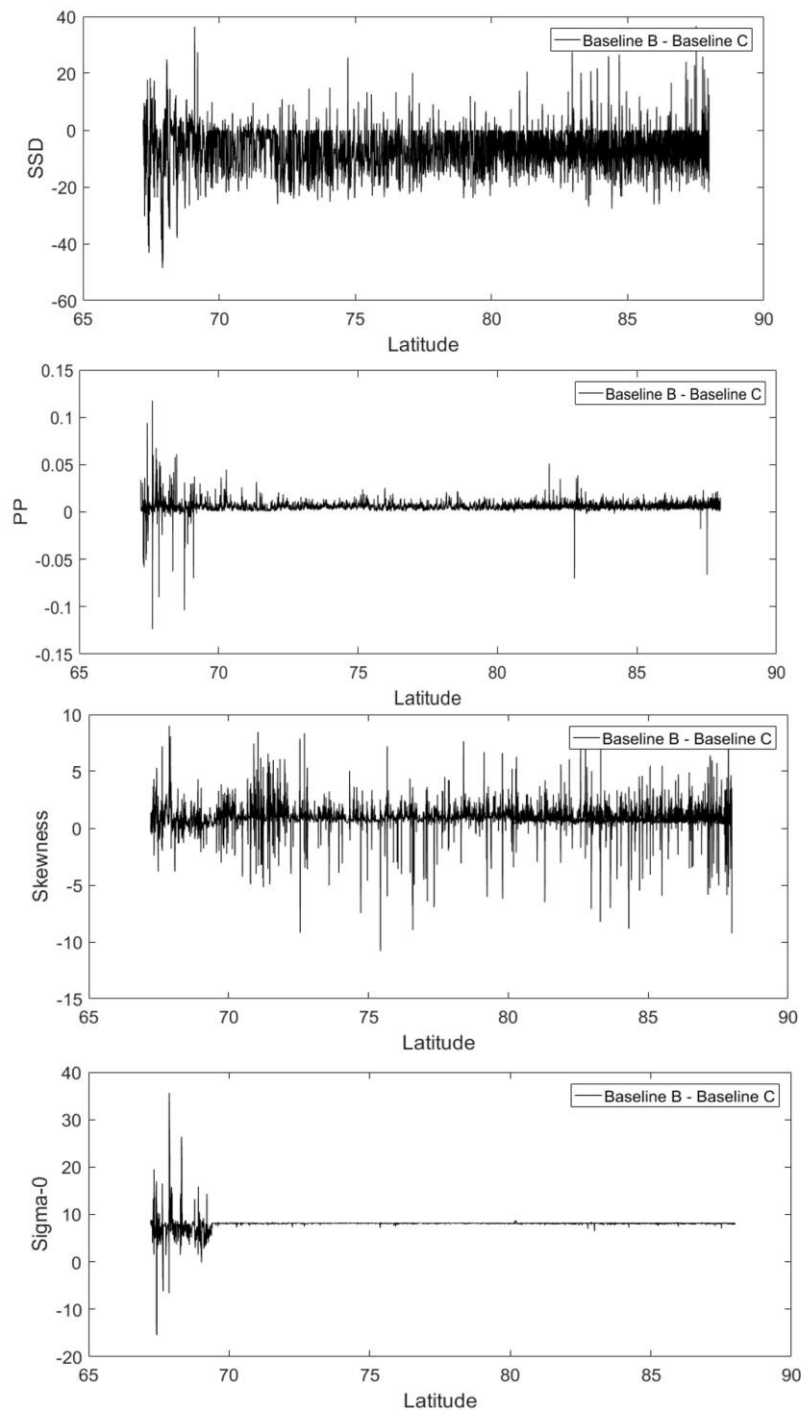 40
20
0
-20
-40
-60
SSD
Baseline B - Baseline C
65 70 75 80 85 90
Latitude
0.15
0.1
0.05
0
-0.05
-0.1
-0.15
PP
Baseline B - Baseline C
65 70 75 80 85 90
Latitude
10
5
0
-5
-10
-15
Skewness
Baseline B - Baseline C
65 70 75 80 85 90
Latitude
40
30
20
10
0
-10
-20
Sigma-0
Baseline B - Baseline C
65 70 75 80 85 90
Latitude